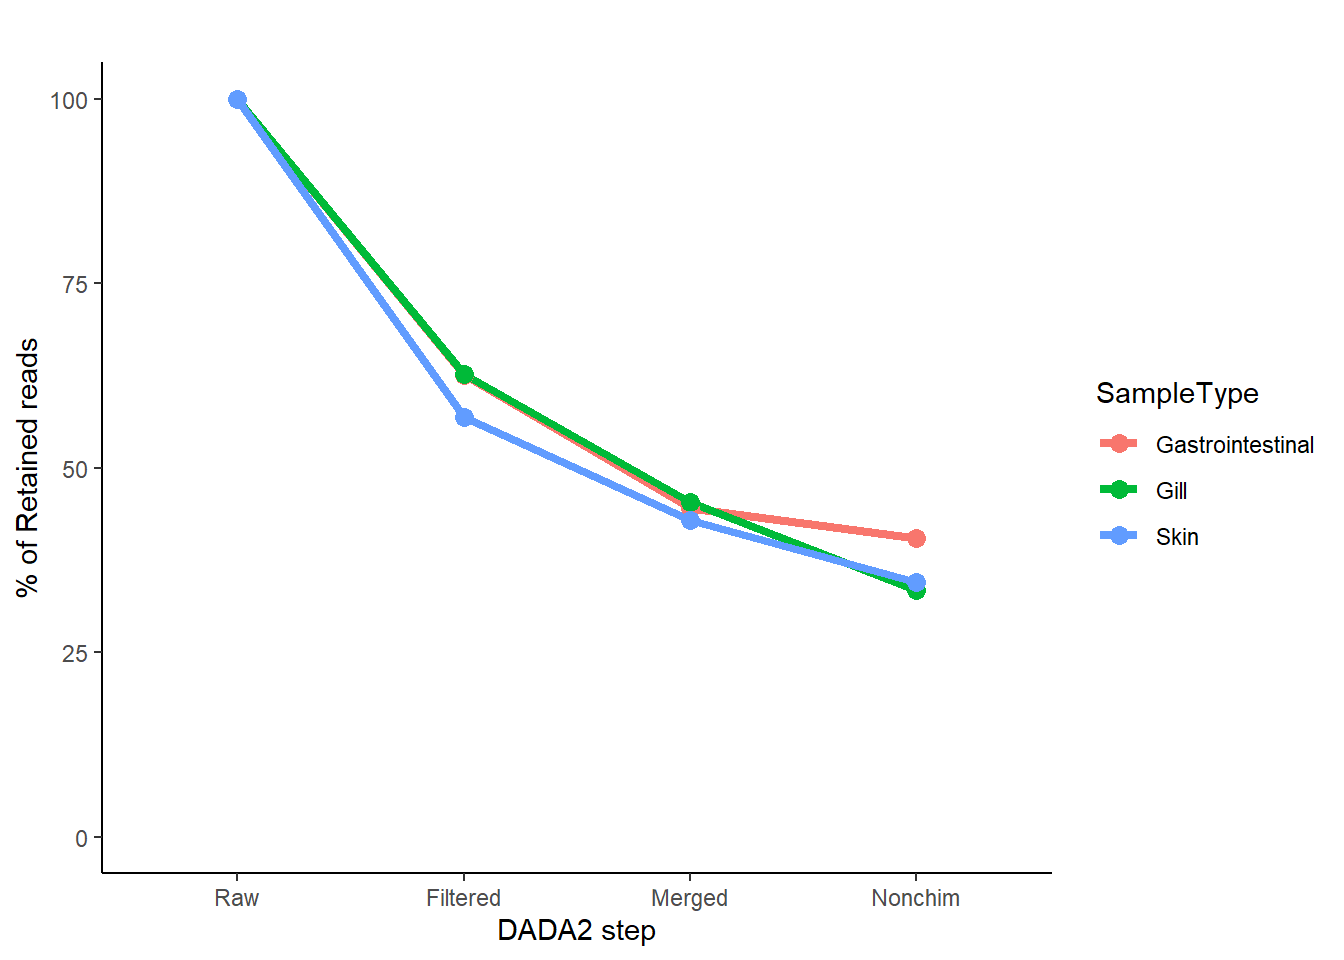 100
75
50
25
0
% of Retained reads
Raw
Filtered
Merged
Nonchim
DADA2 step
SampleType
Gastrointestinal
Gill
Skin